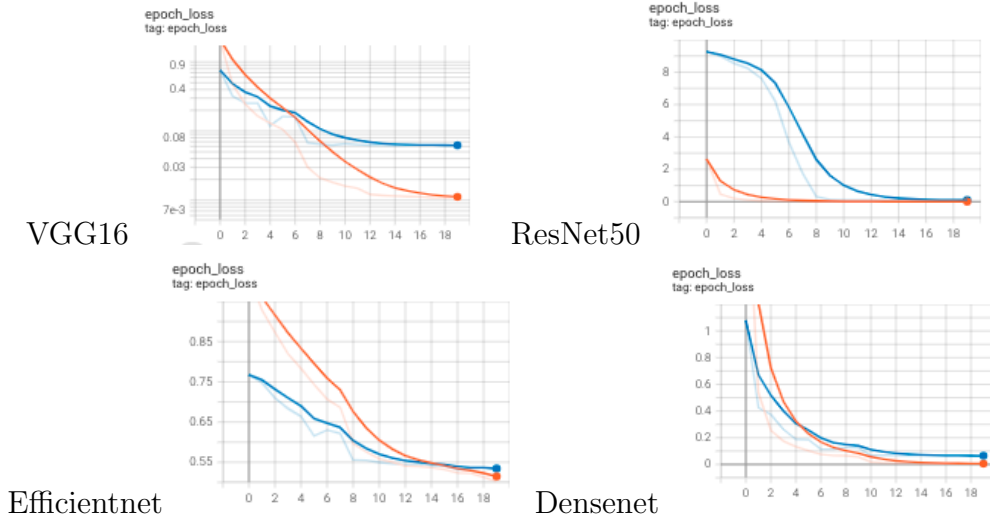 epoch_loss
tag: epoch_loss
0.9
0.4
0.08
0.03
7e-3
0 2 4 6 8 10 12 14 16 18
VGG16
epoch_loss
tag: epoch_loss
8
6
4
2
0
0 2 4 6 8 10 12 14 16 18
ResNet50
epoch_loss
tag: epoch_loss
0.85
0.75
0.65
0.55
0 2 4 6 8 10 12 14 16 18
Efficientnet
epoch_loss
tag: epoch_loss
1
0.8
0.6
0.4
0.2
0
0 2 4 6 8 10 12 14 16 18
Densenet